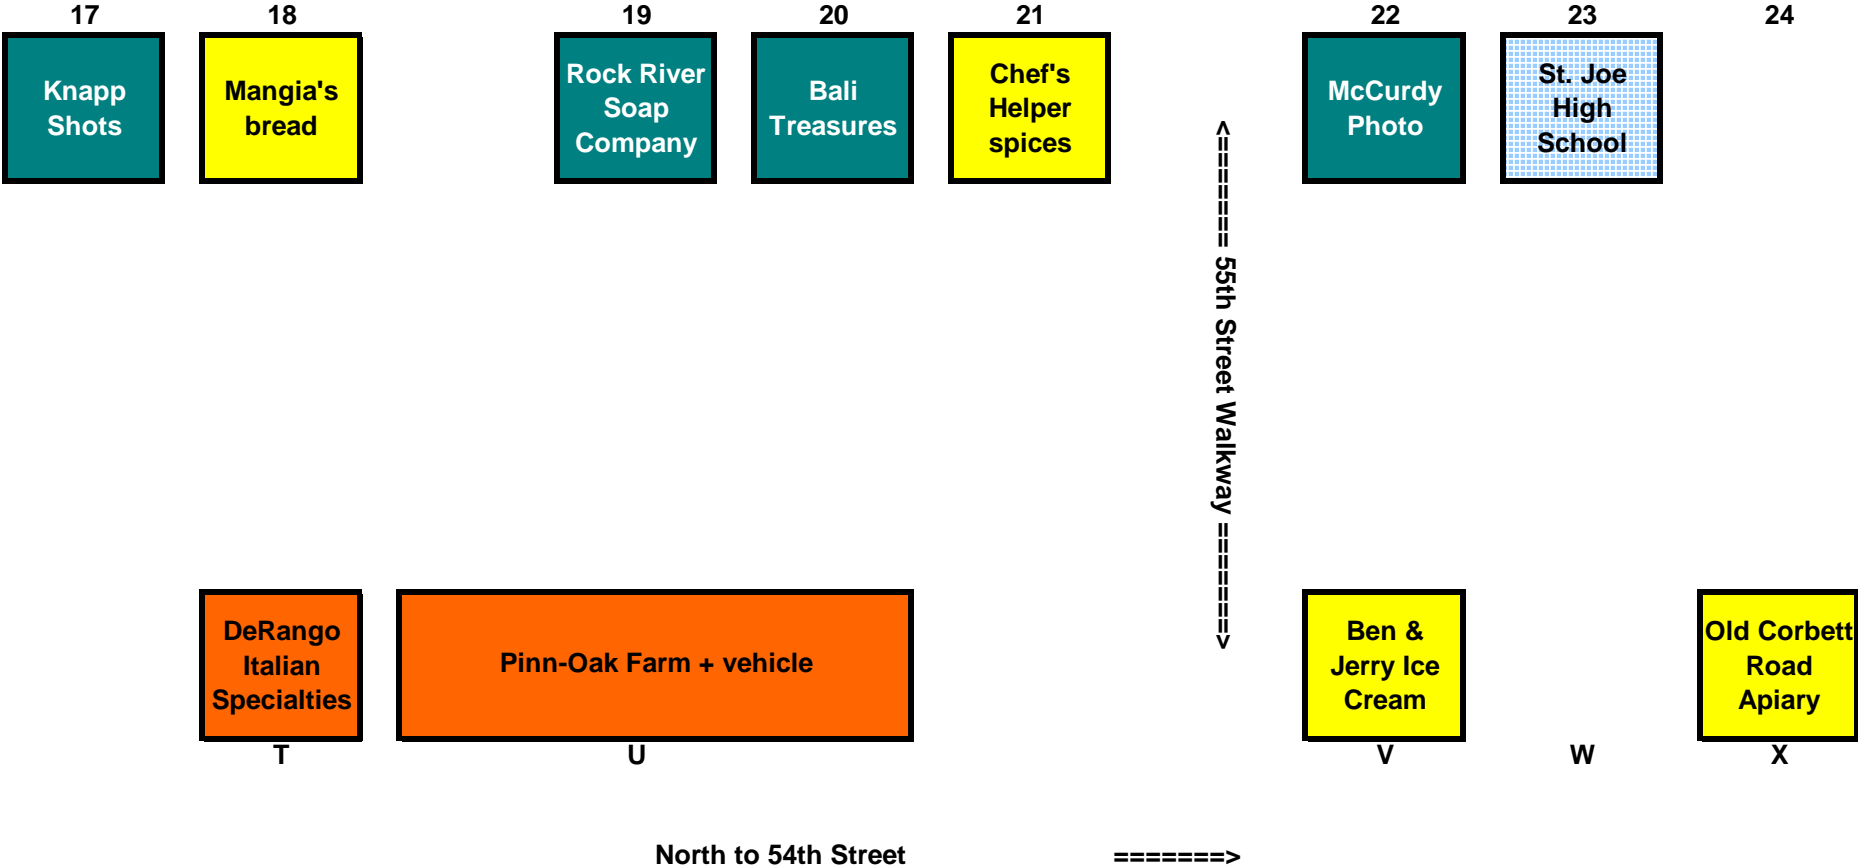 17 18 19 20 21 22 23 24
Knapp
Shots
Mangia's
bread
Rock River
Soap
Company
Bali
Treasures
Chef's
Helper
spices
McCurdy
Photo
St. Joe
High
School
<======= 55th Street Walkway =======>
DeRango
Italian
Specialties
Pinn-Oak Farm + vehicle
Ben &
Jerry Ice
Cream
Old Corbett
Road
Apiary
T U V W X
North to 54th Street =======>